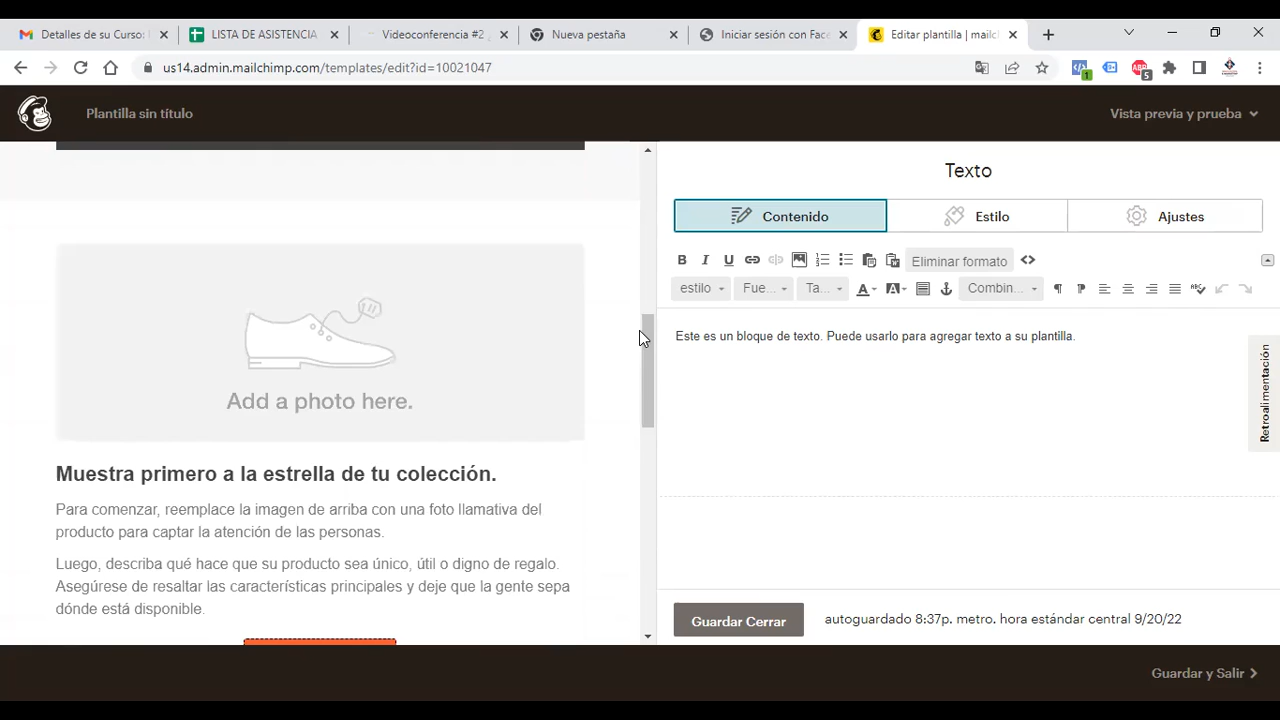 Detalles de su Curso:
LISTA DE ASISTENCIA
Videoconferencia #2
Nueva pestaña
Iniciar sesión con Face
Editar plantilla | mailch
us14.admin.mailchimp.com/templates/edit?id=10021047
1
5
Plantilla sin título
Vista previa y prueba
Texto
Contenido
Estilo
Ajustes
B I U
Eliminar formato
estilo
Fue...
Ta...
A
A
Combin...
Este es un bloque de texto. Puede usarlo para agregar texto a su plantilla.
Retroalimentación
Add a photo here.
Muestra primero a la estrella de tu colección.
Para comenzar, reemplace la imagen de arriba con una foto llamativa del
producto para captar la atención de las personas.
Luego, describa qué hace que su producto sea único, útil o digno de regalo.
Asegúrese de resaltar las características principales y deje que la gente sepa
dónde está disponible.
Guardar Cerrar
autoguardado 8:37p. metro. hora estándar central 9/20/22
Guardar y Salir